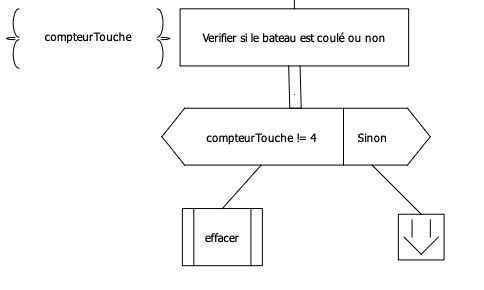 compteurTouche
Verifier si le bateau est coulé ou non
compteurTouche != 4
Sinon
effacer